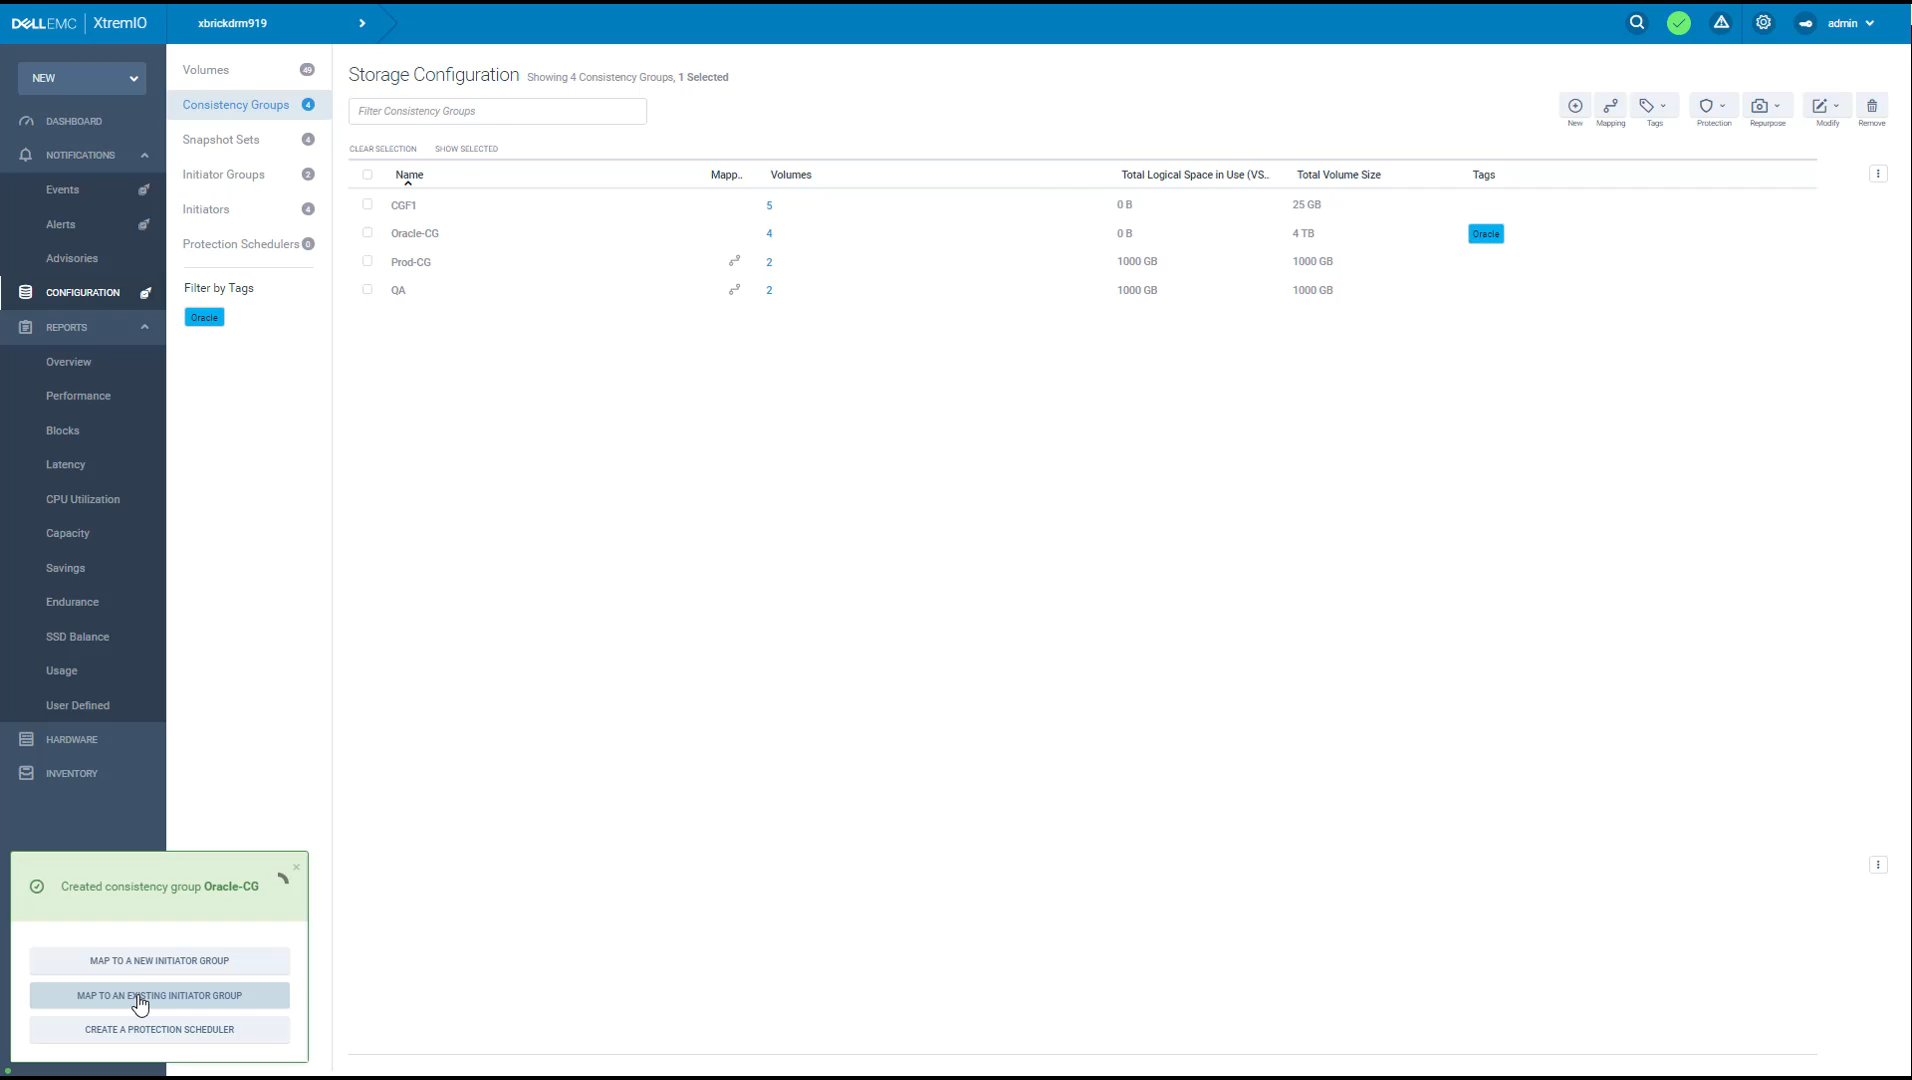 DELL EMC | XtremIO
xbrickdrm919
admin
NEW
DASHBOARD
NOTIFICATIONS
Events
Alerts
Advisories
CONFIGURATION
REPORTS
Overview
Performance
Blocks
Latency
CPU Utilization
Capacity
Savings
Endurance
SSD Balance
Usage
User Defined
HARDWARE
INVENTORY
Volumes 49
Consistency Groups 4
Snapshot Sets 4
Initiator Groups 2
Initiators 4
Protection Schedulers 0
Filter by Tags
Oracle
Storage Configuration Showing 4 Consistency Groups, 1 Selected
Filter Consistency Groups
New Mapping Tags Protection Repurpose Modify Remove
CLEAR SELECTION SHOW SELECTED
Name Mapp.. Volumes Total Logical Space in Use (VS.. Total Volume Size Tags
CGF1 5 0 B 25 GB
Oracle-CG 4 0 B 4 TB Oracle
Prod-CG 2 1000 GB 1000 GB
QA 2 1000 GB 1000 GB
Created consistency group Oracle-CG
MAP TO A NEW INITIATOR GROUP
MAP TO AN EXISTING INITIATOR GROUP
CREATE A PROTECTION SCHEDULER